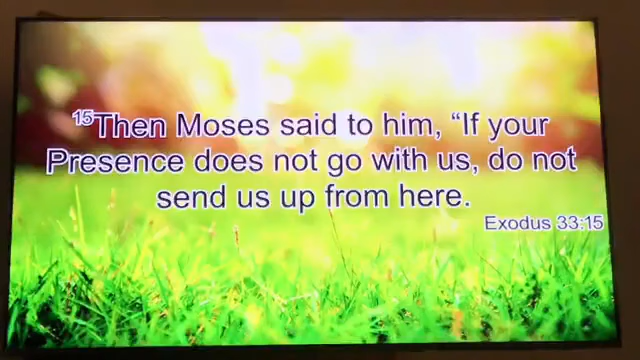 ¹⁵Then Moses said to him, “If your
Presence does not go with us, do not
send us up from here.
Exodus 33:15